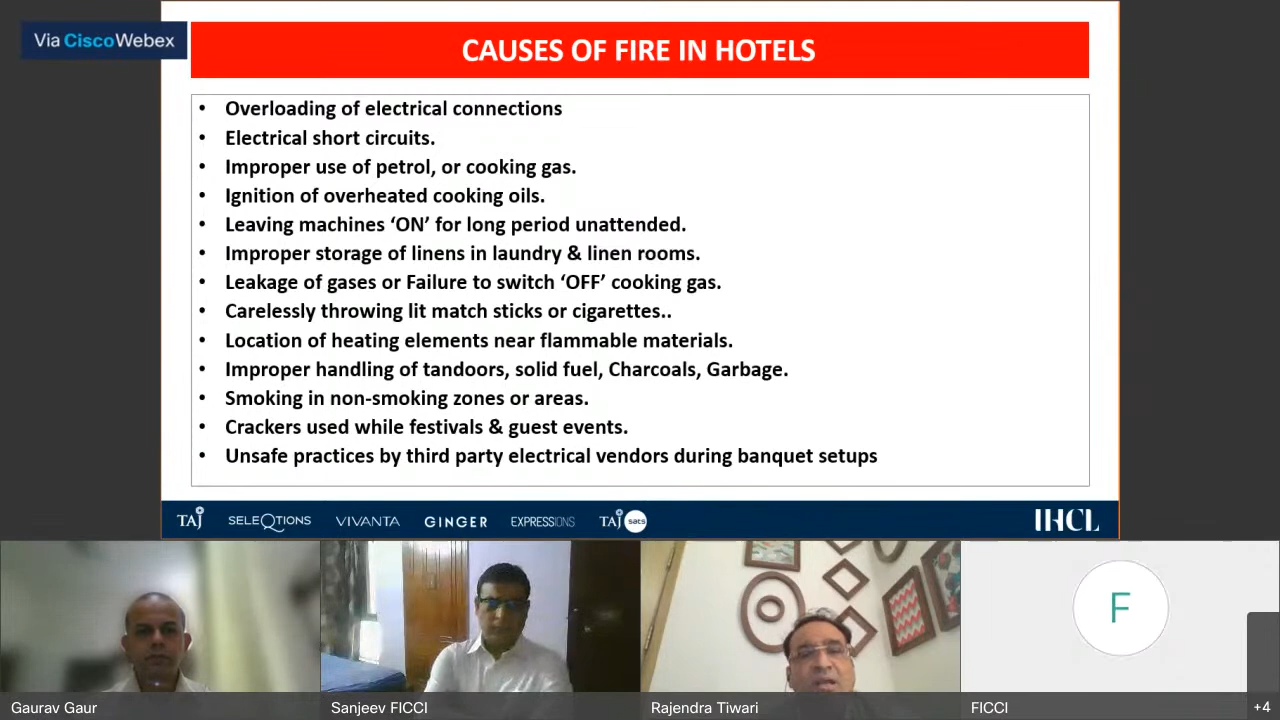 Via Cisco Webex
CAUSES OF FIRE IN HOTELS
• Overloading of electrical connections
• Electrical short circuits.
• Improper use of petrol, or cooking gas.
• Ignition of overheated cooking oils.
• Leaving machines ‘ON’ for long period unattended.
• Improper storage of linens in laundry & linen rooms.
• Leakage of gases or Failure to switch ‘OFF’ cooking gas.
• Carelessly throwing lit match sticks or cigarettes..
• Location of heating elements near flammable materials.
• Improper handling of tandoors, solid fuel, Charcoals, Garbage.
• Smoking in non-smoking zones or areas.
• Crackers used while festivals & guest events.
• Unsafe practices by third party electrical vendors during banquet setups
TAJ SELEQTIONS VIVANTA GINGER EXPRESSIONS TAJ sats IHCL
F
Gaurav Gaur Sanjeev FICCI Rajendra Tiwari FICCI +4